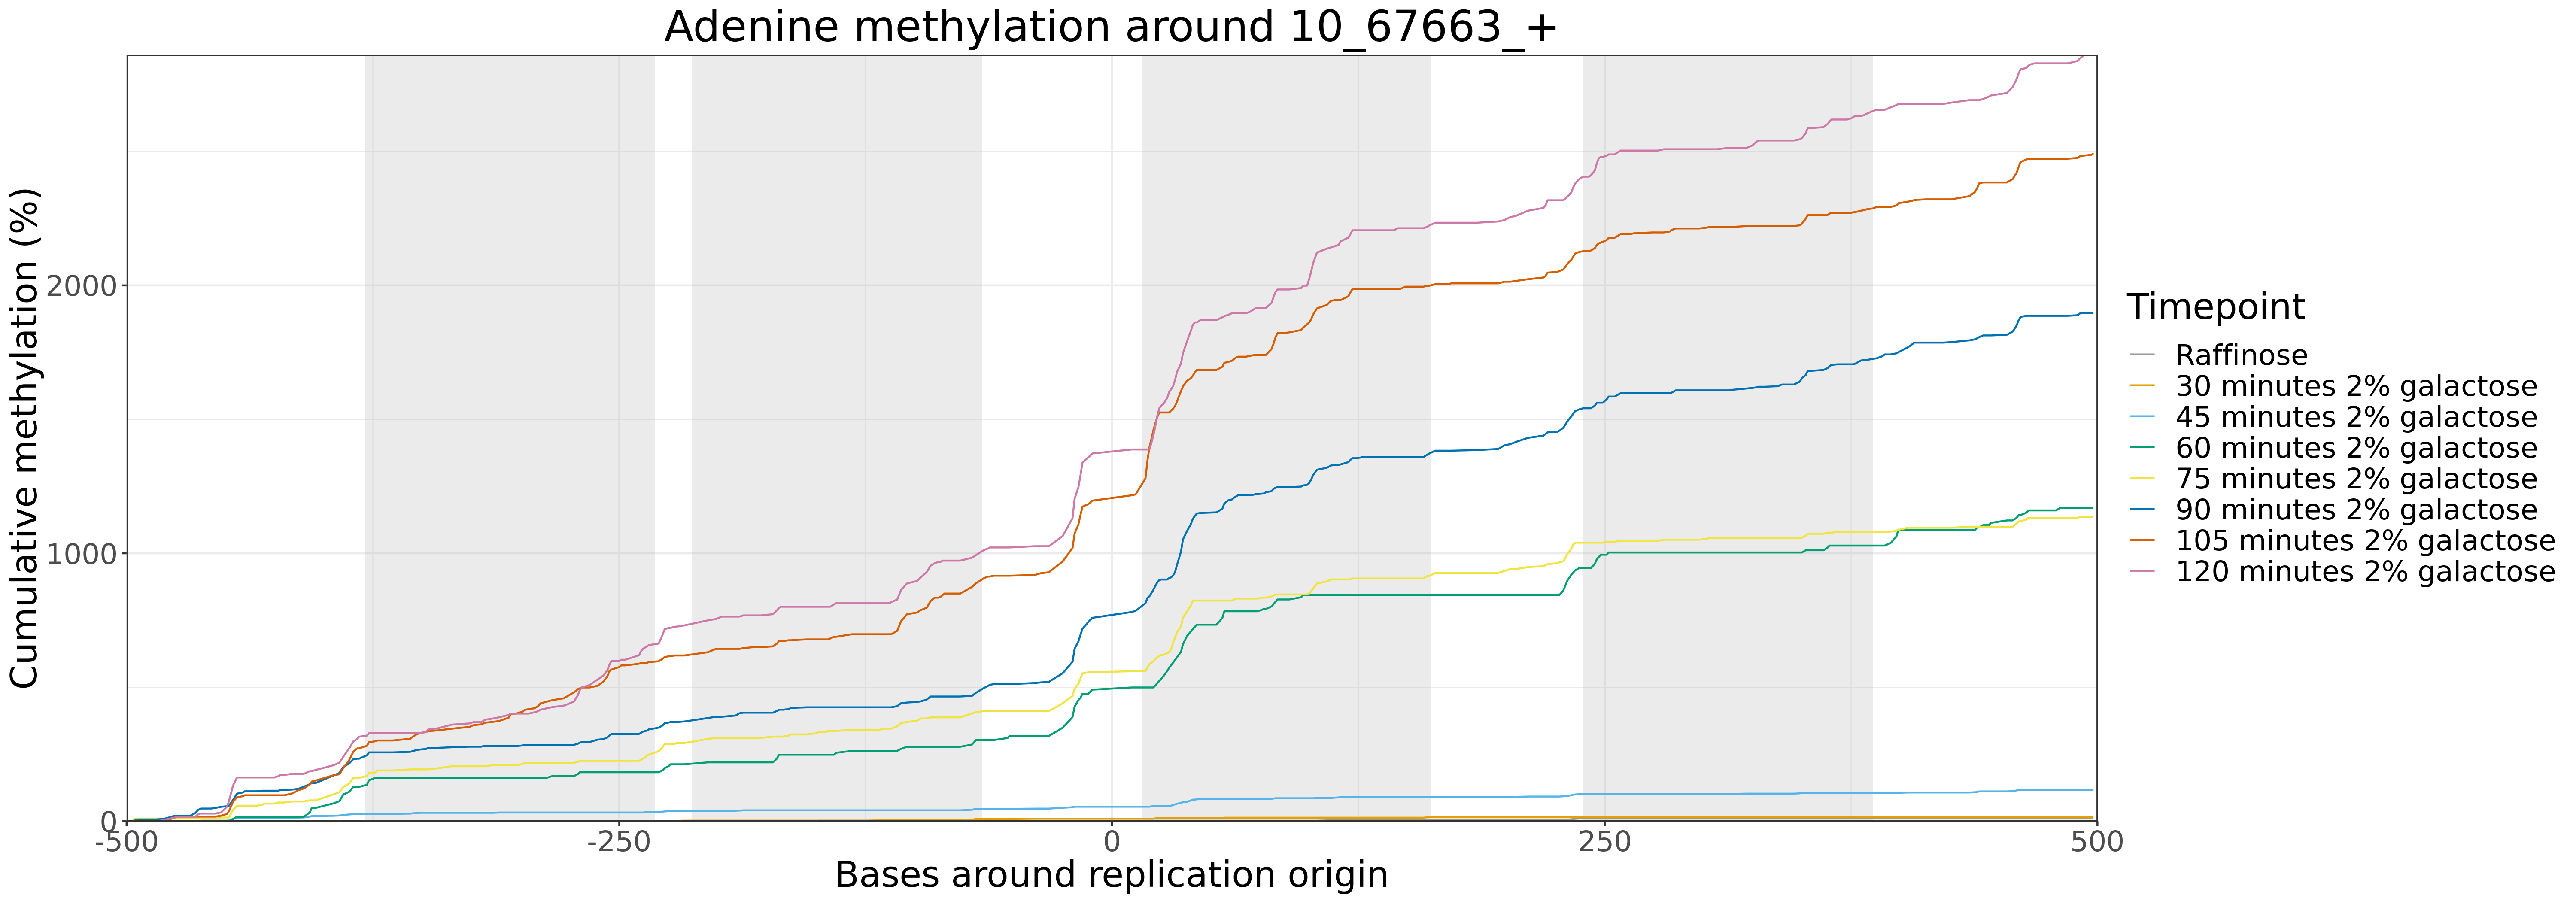 Adenine methylation around 10_67663_+
Cumulative methylation (%)
2000
1000
0
-500
-250
0
250
500
Bases around replication origin
Timepoint
Raffinose
30 minutes 2% galactose
45 minutes 2% galactose
60 minutes 2% galactose
75 minutes 2% galactose
90 minutes 2% galactose
105 minutes 2% galactose
120 minutes 2% galactose